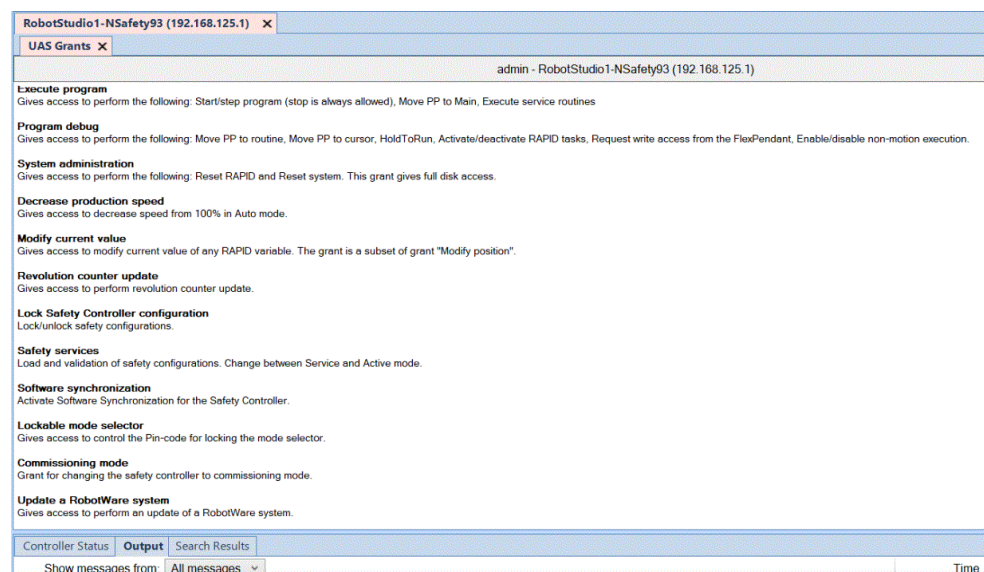 RobotStudio1-NSafety93 (192.168.125.1) X
UAS Grants X
admin - RobotStudio1-NSafety93 (192.168.125.1)
Execute program
Gives access to perform the following: Start/step program (stop is always allowed), Move PP to Main, Execute service routines
Program debug
Gives access to perform the following: Move PP to routine, Move PP to cursor, HoldToRun, Activate/deactivate RAPID tasks, Request write access from the FlexPendant, Enable/disable non-motion execution.
System administration
Gives access to perform the following: Reset RAPID and Reset system. This grant gives full disk access.
Decrease production speed
Gives access to decrease speed from 100% in Auto mode.
Modify current value
Gives access to modify current value of any RAPID variable. The grant is a subset of grant "Modify position".
Revolution counter update
Gives access to perform revolution counter update.
Lock Safety Controller configuration
Lock/unlock safety configurations.
Safety services
Load and validation of safety configurations. Change between Service and Active mode.
Software synchronization
Activate Software Synchronization for the Safety Controller.
Lockable mode selector
Gives access to control the Pin-code for locking the mode selector.
Commissioning mode
Grant for changing the safety controller to commissioning mode.
Update a RobotWare system
Gives access to perform an update of a RobotWare system.
Controller Status Output Search Results
Show messages from: All messages Time